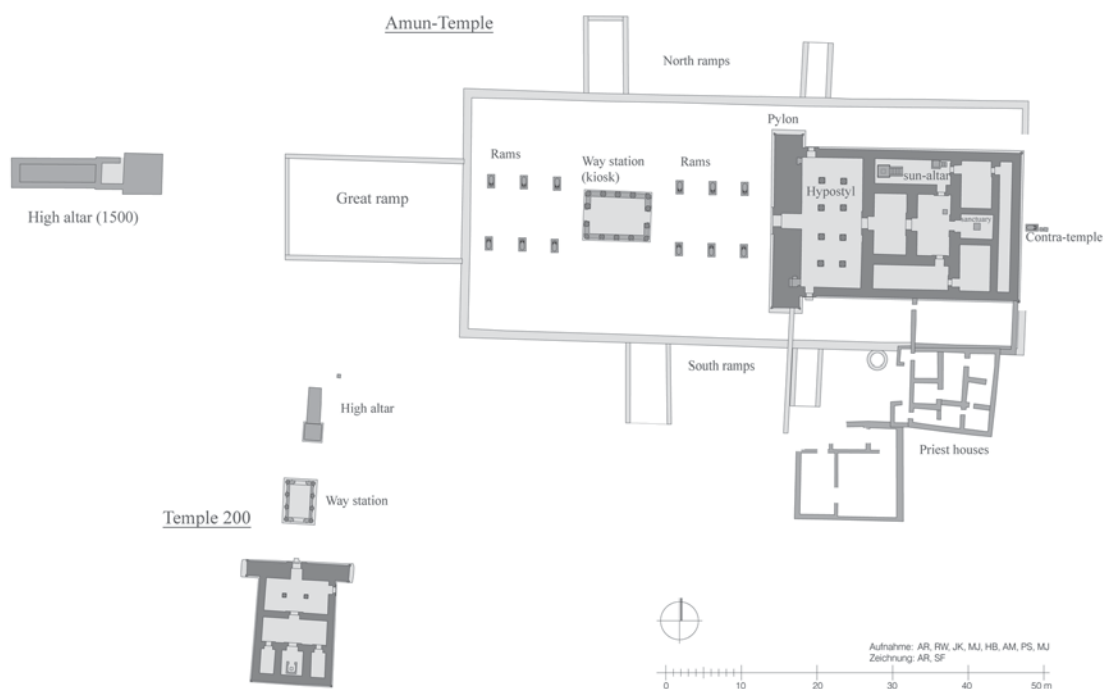 Amun-Temple
North ramps
Pylon
Rams
Way station
(kiosk)
Rams
sun-altar
Hypostyl
Great ramp
sanctuary
High altar (1500)
Contra-temple
South ramps
High altar
Priest houses
Way station
Temple 200
Aufnahme: AR, RW, JK, MJ, HB, AM, PS, MJ
Zeichnung: AR, SF
0 10 20 30 40 50 m